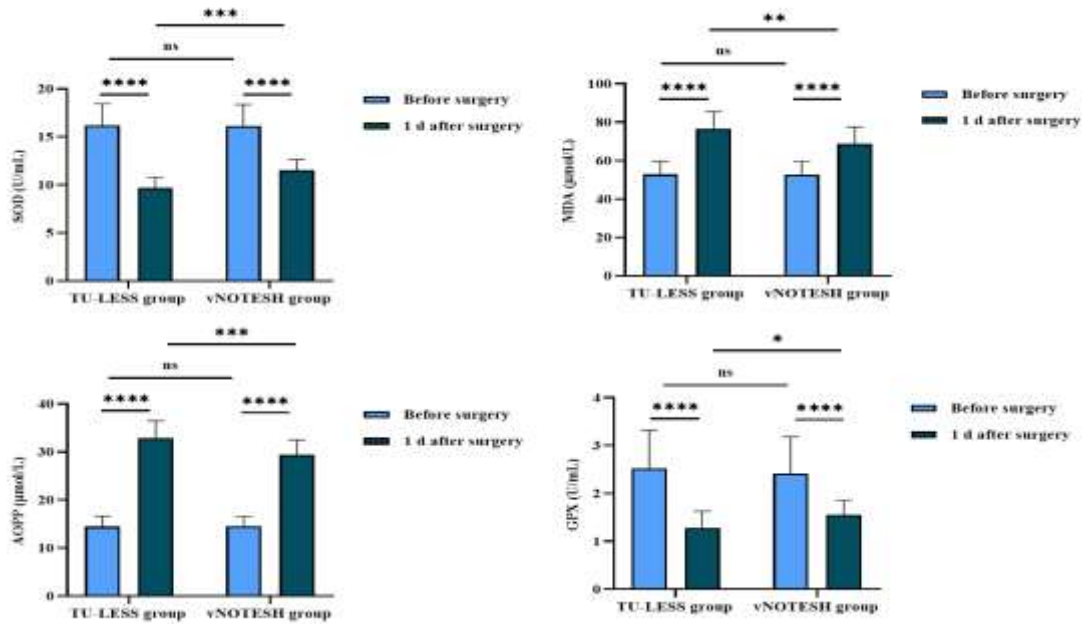 ***
ns
**** ****
20
15
10
5
0
SOD (U/mL)
TU-LESS group vNOTESH group
Before surgery
1 d after surgery
**
ns
**** ****
100
80
60
40
20
0
MDA (μmol/L)
TU-LESS group vNOTESH group
Before surgery
1 d after surgery
***
ns
**** ****
40
30
20
10
0
AOPP (μmol/L)
TU-LESS group vNOTESH group
Before surgery
1 d after surgery
*
ns
**** ****
4
3
2
1
0
GPX (U/mL)
TU-LESS group vNOTESH group
Before surgery
1 d after surgery